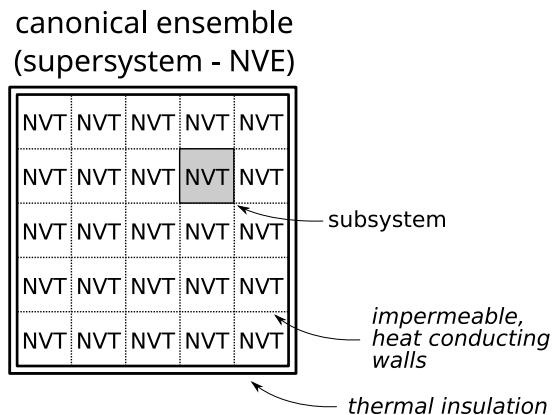 canonical ensemble
(supersystem - NVE)
NVT NVT NVT NVT NVT
NVT NVT NVT NVT NVT
subsystem
NVT NVT NVT NVT NVT
NVT NVT NVT NVT NVT
impermeable,
heat conducting
walls
NVT NVT NVT NVT NVT
thermal insulation